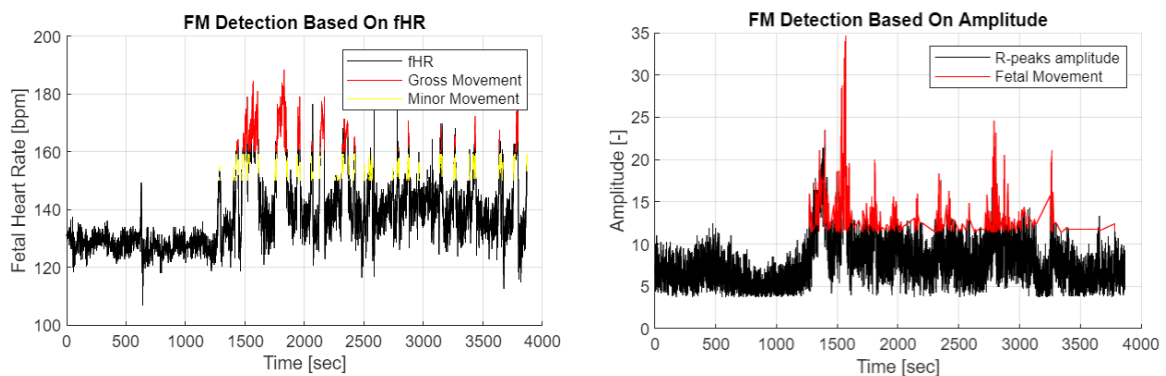 FM Detection Based On fHR
200
180
160
140
120
100
Fetal Heart Rate [bpm]
fHR
Gross Movement
Minor Movement
0 500 1000 1500 2000 2500 3000 3500 4000
Time [sec]
FM Detection Based On Amplitude
35
30
25
20
15
10
5
0
Amplitude [-]
R-peaks amplitude
Fetal Movement
0 500 1000 1500 2000 2500 3000 3500 4000
Time [sec]